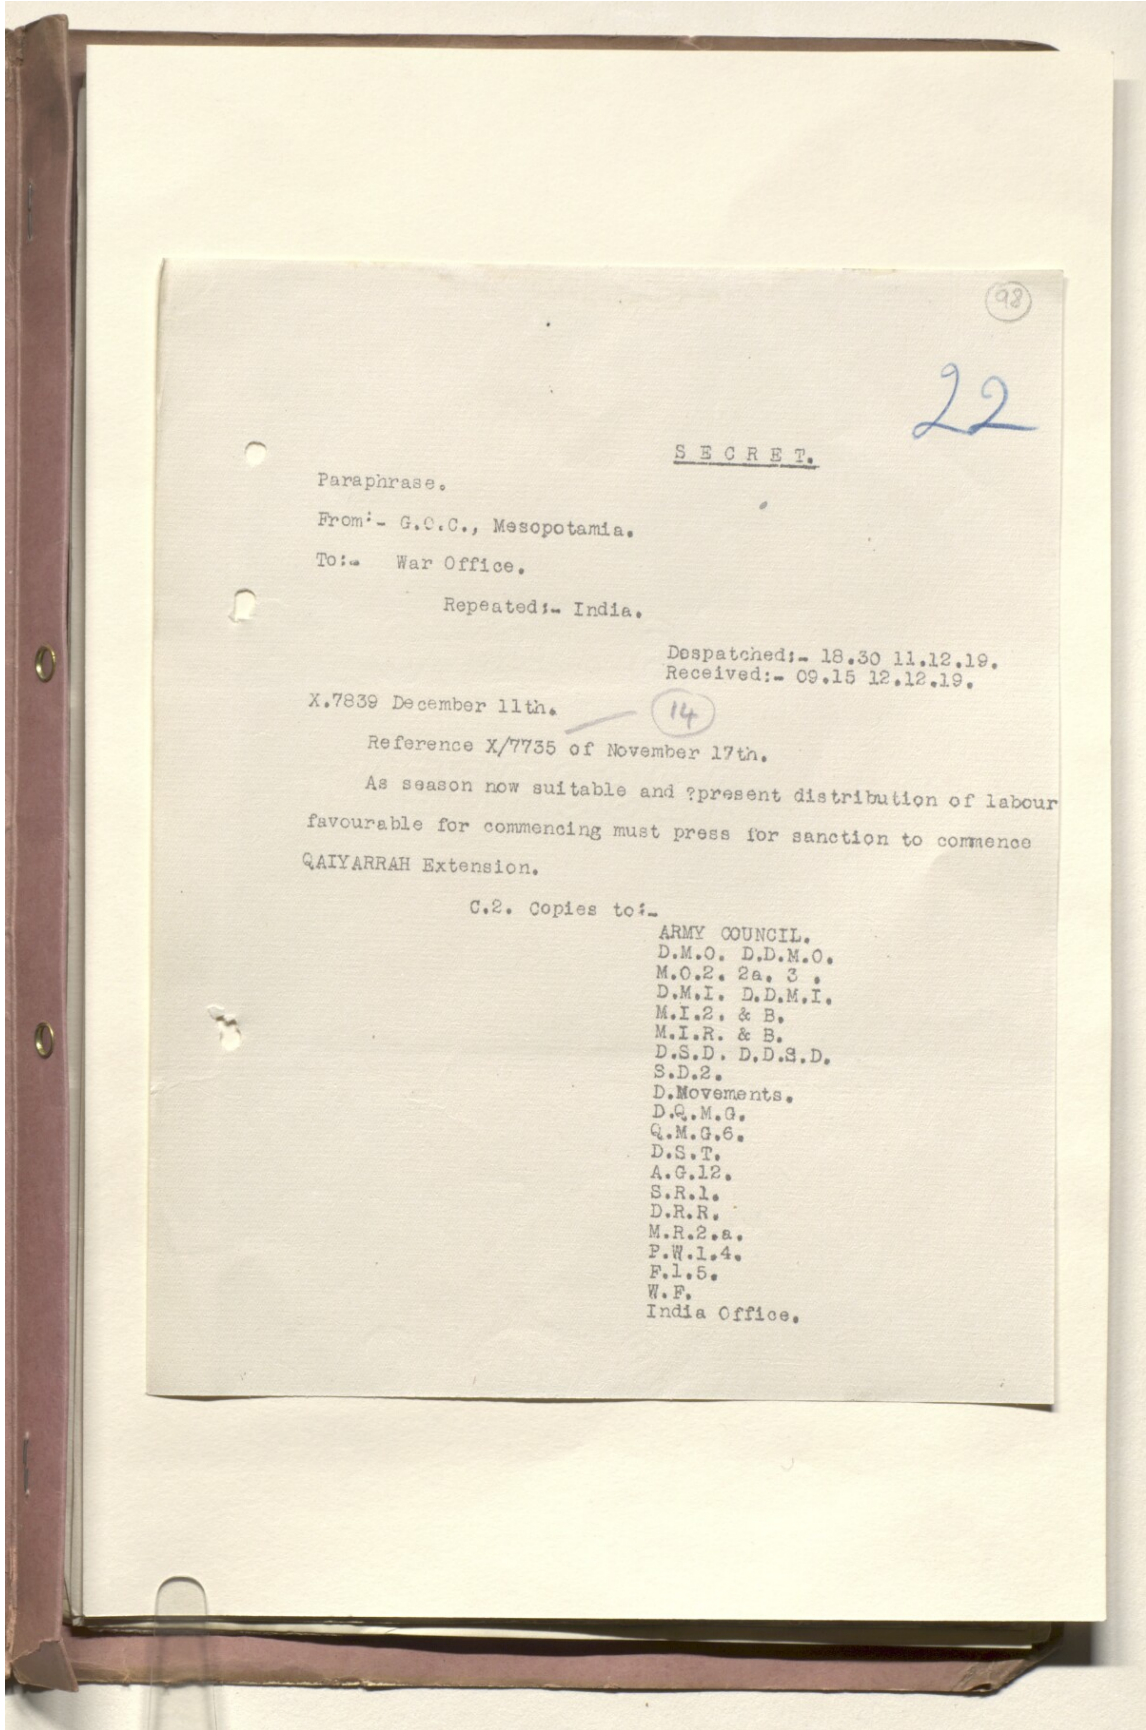 98
22
SECRET.
Paraphrase.
From:- G.O.C., Mesopotamia.
To:- War Office.
Repeated:- India.
Despatched:- 18.30 11.12.19.
Received:- 09.15 12.12.19.
X.7839 December 11th.
14
Reference X/7735 of November 17th.
As season now suitable and ?present distribution of labour
favourable for commencing must press for sanction to commence
QAIYARRAH Extension.
C.2. Copies to:-
ARMY COUNCIL.
D.M.O. D.D.M.O.
M.O.2. 2a. 3 .
D.M.I. D.D.M.I.
M.I.2. & B.
M.I.R. & B.
D.S.D. D.D.S.D.
S.D.2.
D.Movements.
D.Q.M.G.
Q.M.G.6.
D.S.T.
A.G.12.
S.R.1.
D.R.R.
M.R.2.a.
P.W.1.4.
F.1.5.
W.F.
India Office.